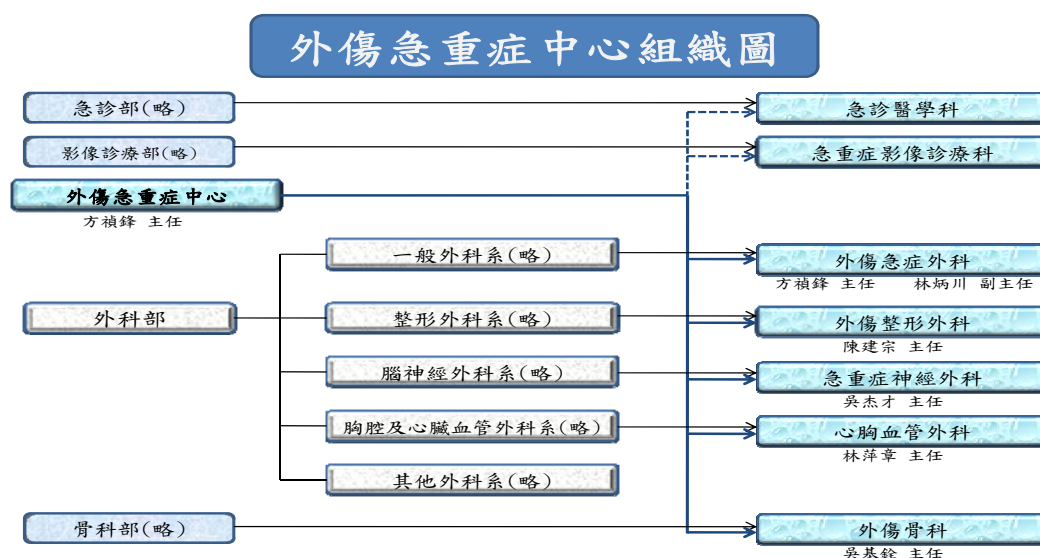 外傷急重症中心組織圖
急診部(略)
急診醫學科
影像診療部(略)
急重症影像診療科
外傷急重症中心
方禎鋒 主任
一般外科系(略)
外傷急症外科
方禎鋒 主任 林炳川 副主任
外科部
整形外科系(略)
外傷整形外科
陳建宗 主任
腦神經外科系(略)
急重症神經外科
吳杰才 主任
胸腔及心臟血管外科系(略)
心胸血管外科
林萍章 主任
其他外科系(略)
骨科部(略)
外傷骨科
吳基銓 主任